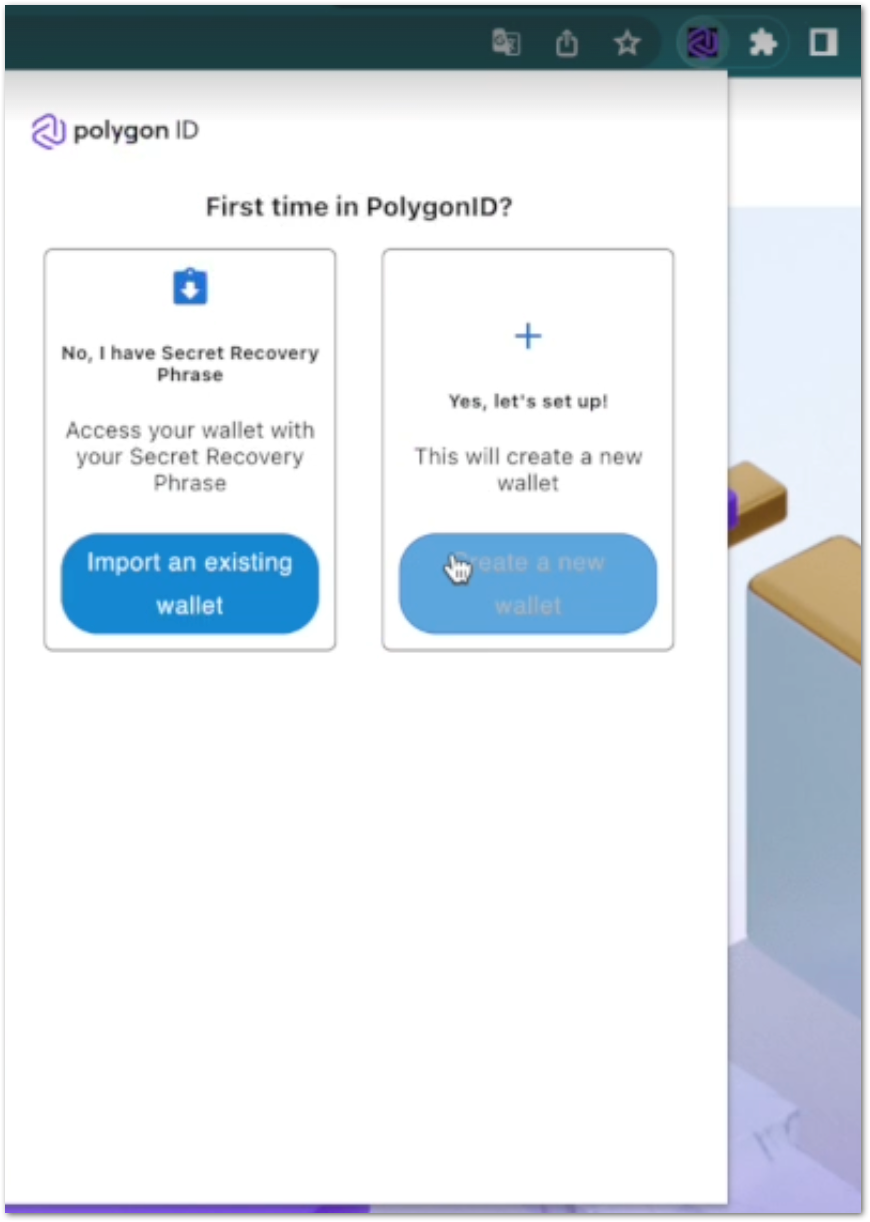 polygon ID
First time in PolygonID?
No, I have Secret Recovery
Phrase
Access your wallet with
your Secret Recovery
Phrase
Import an existing
wallet
Yes, let's set up!
This will create a new
wallet
Create a new
wallet